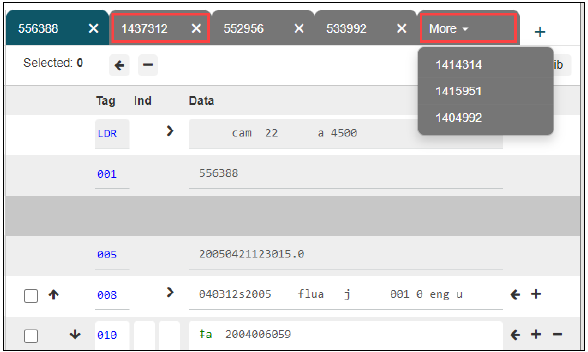 556388 × 1437312 × 552956 × 533992 × More +
Selected: 0 ib
1414314
1415951
1404992
Tag Ind Data
LDR cam 22 a 4500
001 556388
005 20050421123015.0
008 040312s2005 flua j 001 0 eng u
010 ‡a 2004006059